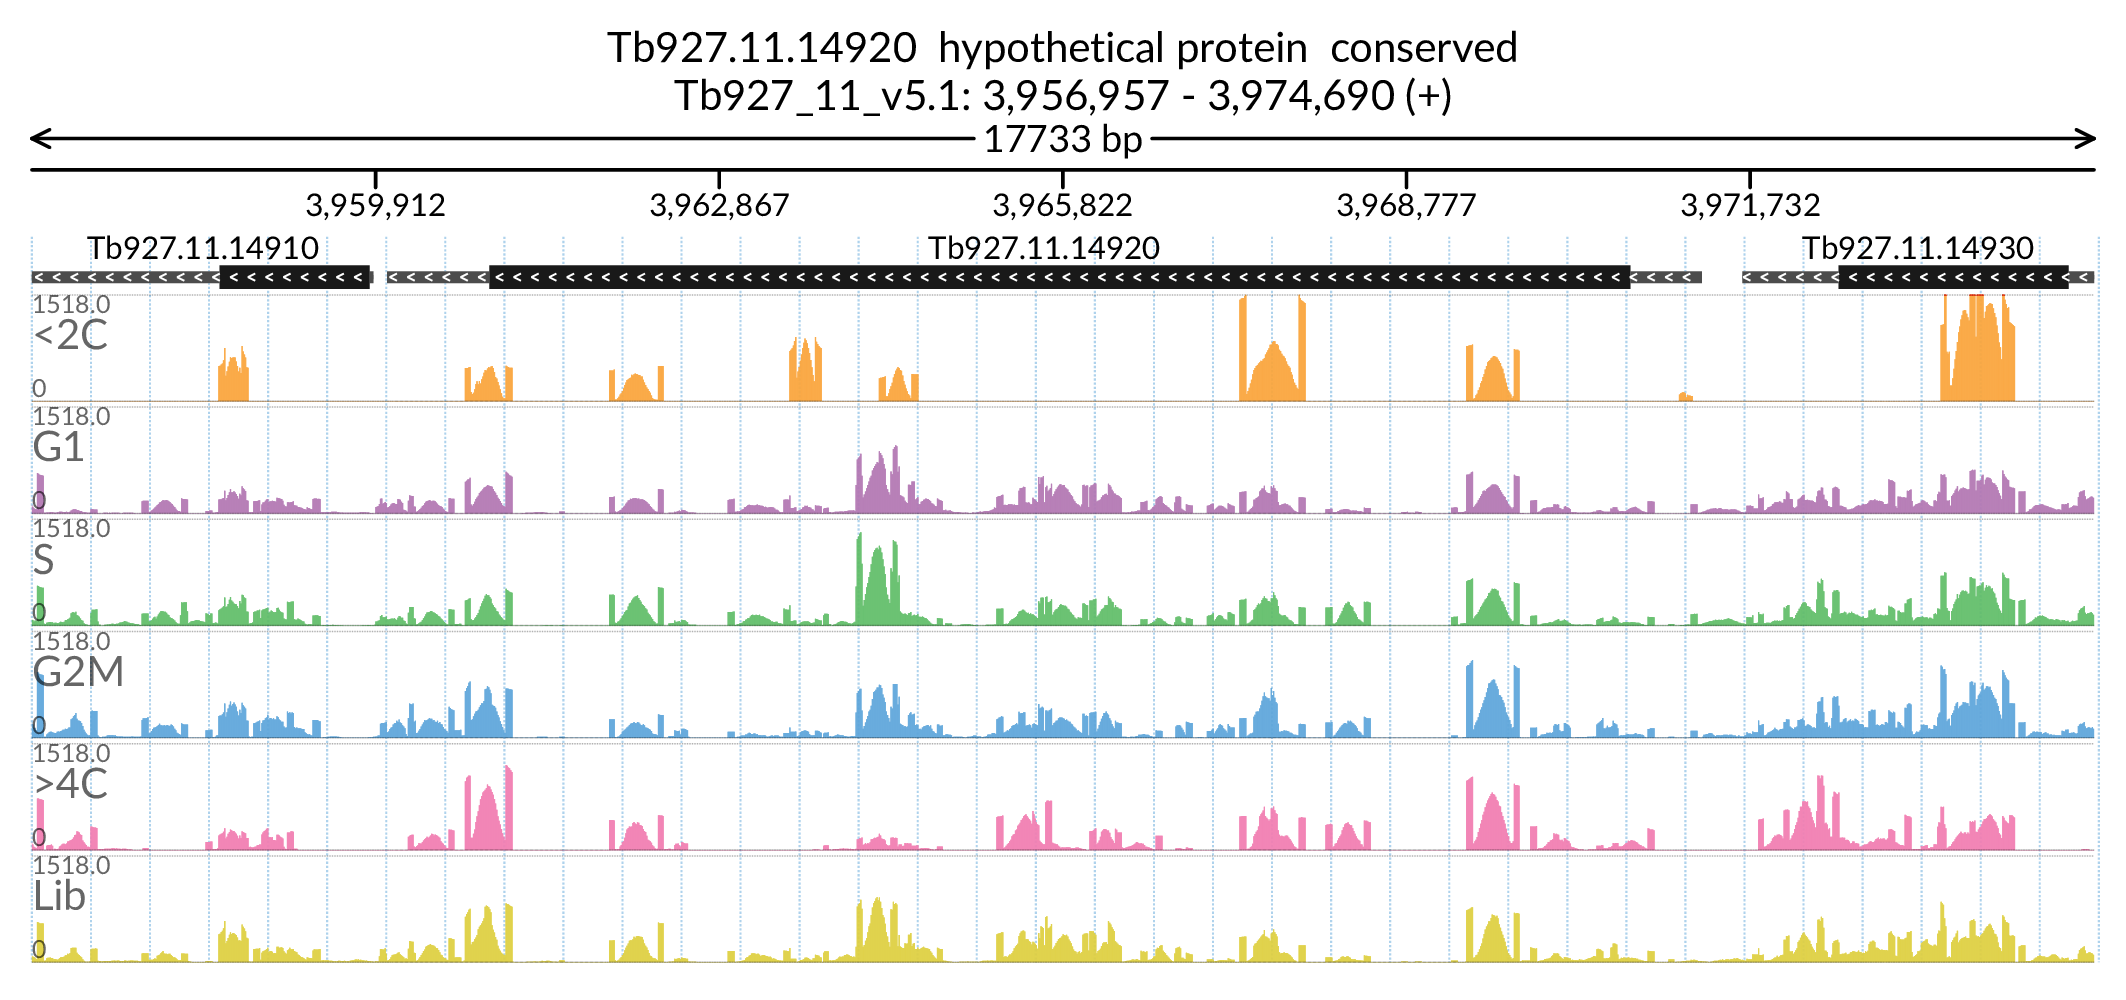 Tb927.11.14920 hypothetical protein conserved
Tb927_11_v5.1: 3,956,957 - 3,974,690 (+)
17733 bp
3,959,912 3,962,867 3,965,822 3,968,777 3,971,732
Tb927.11.14910 Tb927.11.14920 Tb927.11.14930
1518.0
<2C
0
1518.0
G1
0
1518.0
S
0
1518.0
G2M
0
1518.0
>4C
0
1518.0
Lib
0